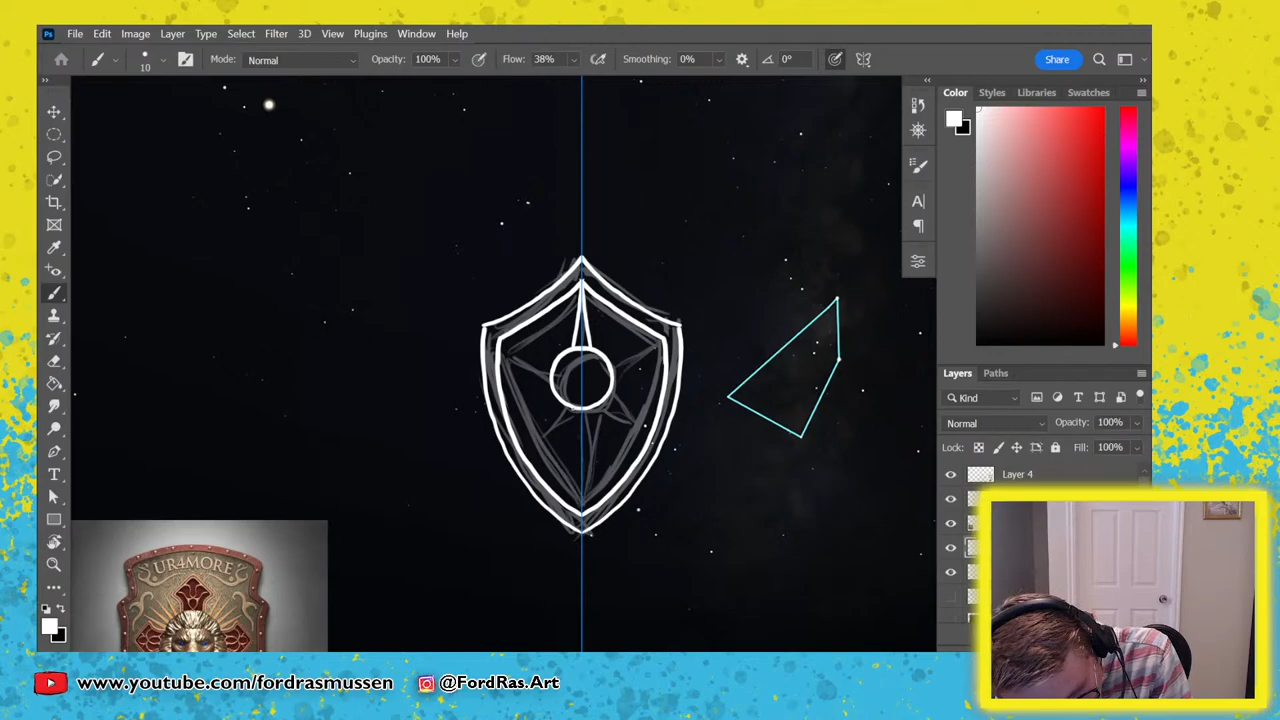 Ps File Edit Image Layer Type Select Filter 3D View Plugins Window Help
10 Mode: Normal Opacity: 100% Flow: 38% Smoothing: 0% 0° Share
Color Styles Libraries Swatches
Layers Paths
Kind
Normal Opacity: 100%
Lock: Fill: 100%
Layer 4
UR4MORE
www.youtube.com/fordrasmussen @FordRas.Art